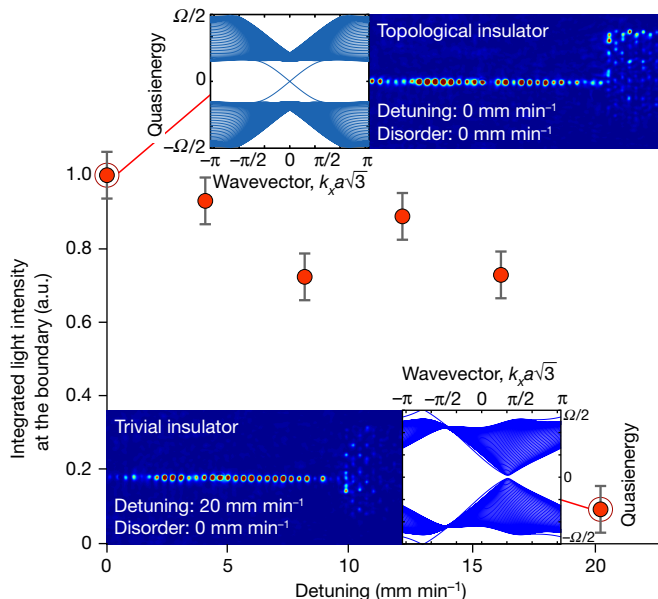 Ω/2
0
−Ω/2
Quasienergy
−π −π/2 0 π/2 π
Wavevector, kₓa√3
Topological insulator
Detuning: 0 mm min⁻¹
Disorder: 0 mm min⁻¹
1.0
0.8
0.6
0.4
0.2
0
Integrated light intensity
at the boundary (a.u.)
Wavevector, kₓa√3
−π −π/2 0 π/2 π
Ω/2
0
−Ω/2
Quasienergy
Trivial insulator
Detuning: 20 mm min⁻¹
Disorder: 0 mm min⁻¹
0 5 10 15 20
Detuning (mm min⁻¹)